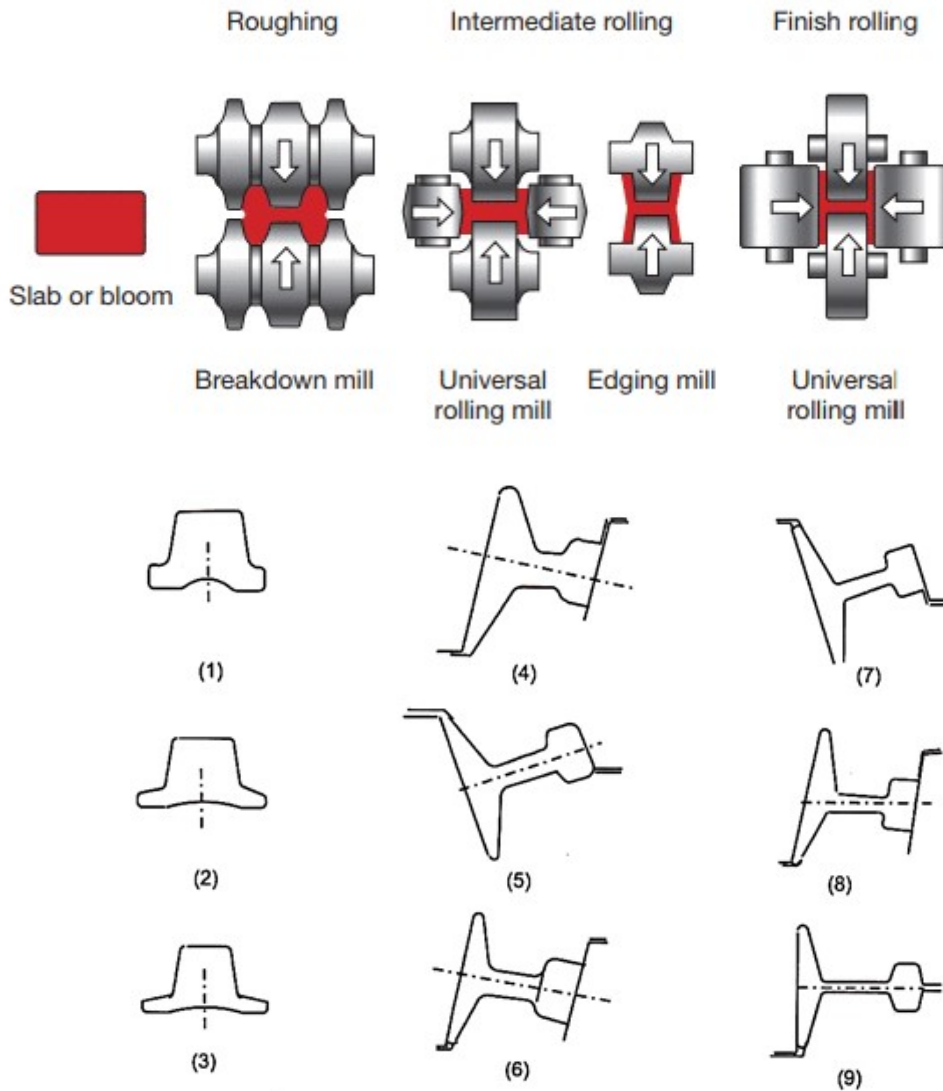 Roughing
Intermediate rolling
Finish rolling
Slab or bloom
Breakdown mill
Universal
rolling mill
Edging mill
Universal
rolling mill
(1)
(4)
(7)
(2)
(5)
(8)
(3)
(6)
(9)